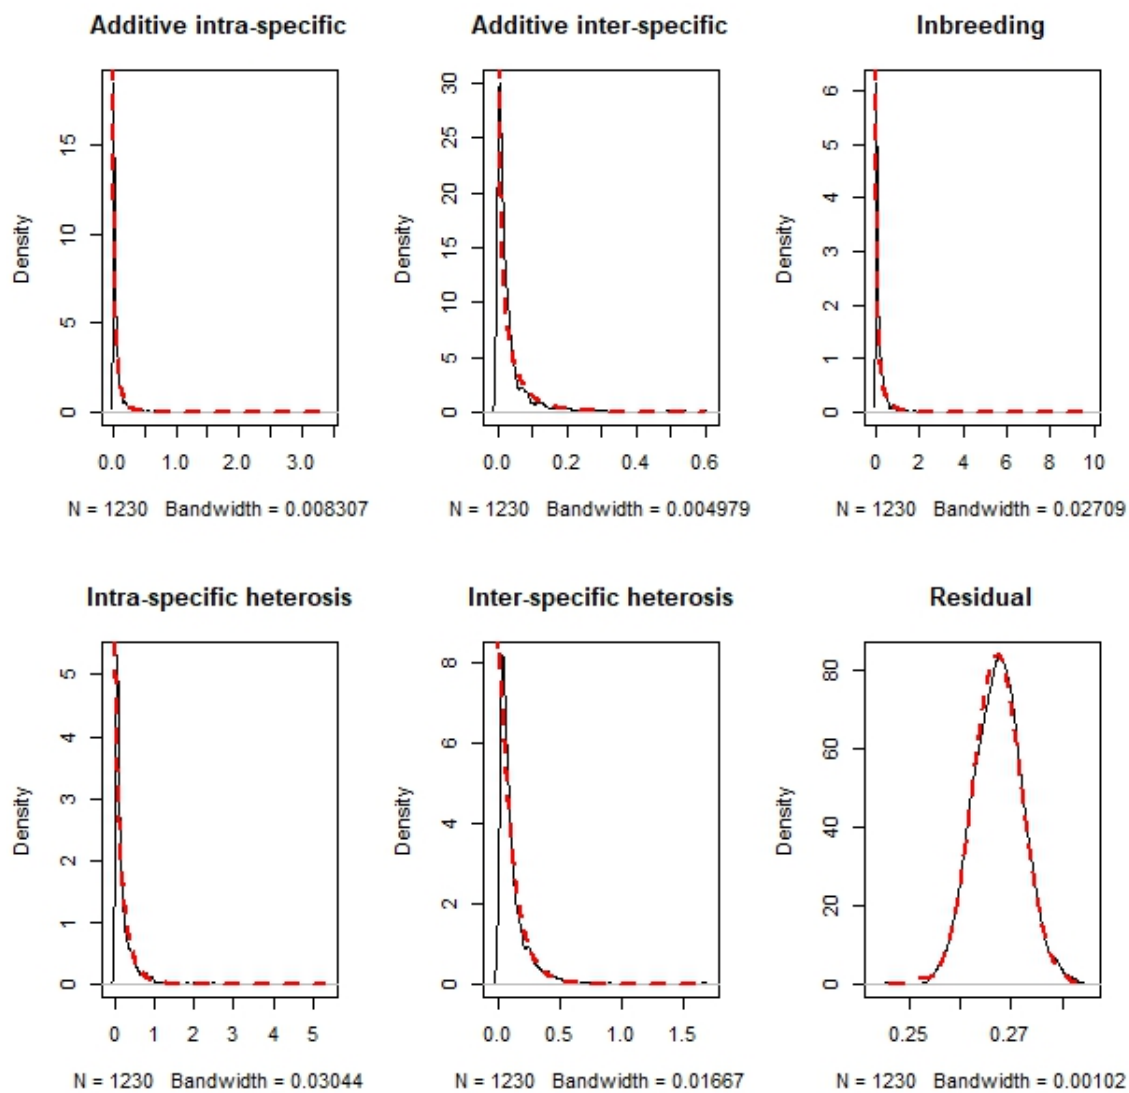 Additive intra-specific
Density
15
10
5
0
0.0 1.0 2.0 3.0
N = 1230 Bandwidth = 0.008307
Additive inter-specific
Density
30
25
20
15
10
5
0
0.0 0.2 0.4 0.6
N = 1230 Bandwidth = 0.004979
Inbreeding
Density
6
5
4
3
2
1
0
0 2 4 6 8 10
N = 1230 Bandwidth = 0.02709
Intra-specific heterosis
Density
5
4
3
2
1
0
0 1 2 3 4 5
N = 1230 Bandwidth = 0.03044
Inter-specific heterosis
Density
8
6
4
2
0
0.0 0.5 1.0 1.5
N = 1230 Bandwidth = 0.01667
Residual
Density
80
60
40
20
0
0.25 0.27
N = 1230 Bandwidth = 0.00102